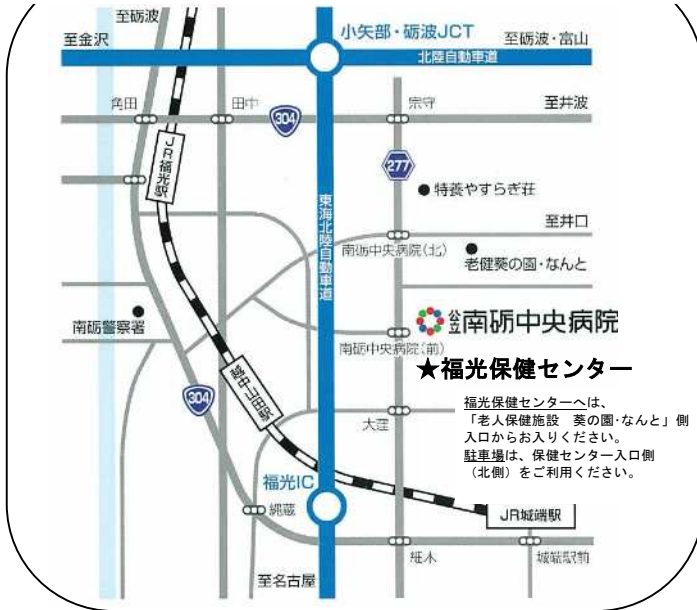 至砺波
至金沢
小矢部・砺波JCT
至砺波・富山
北陸自動車道
角田
田中
304
宗守
至井波
JR福光駅
277
特養やすらぎ荘
東海北陸自動車道
至井口
南砺中央病院(北)
老健葵の園・なんと
南砺警察署
公立南砺中央病院
南砺中央病院(前)
★福光保健センター
越中山田駅
304
福光保健センターへは、
「老人保健施設 葵の園・なんと」側
入口からお入りください。
駐車場は、保健センター入口側
(北側)をご利用ください。
大窪
福光IC
縄蔵
JR城端駅
梔木
城端駅前
至名古屋